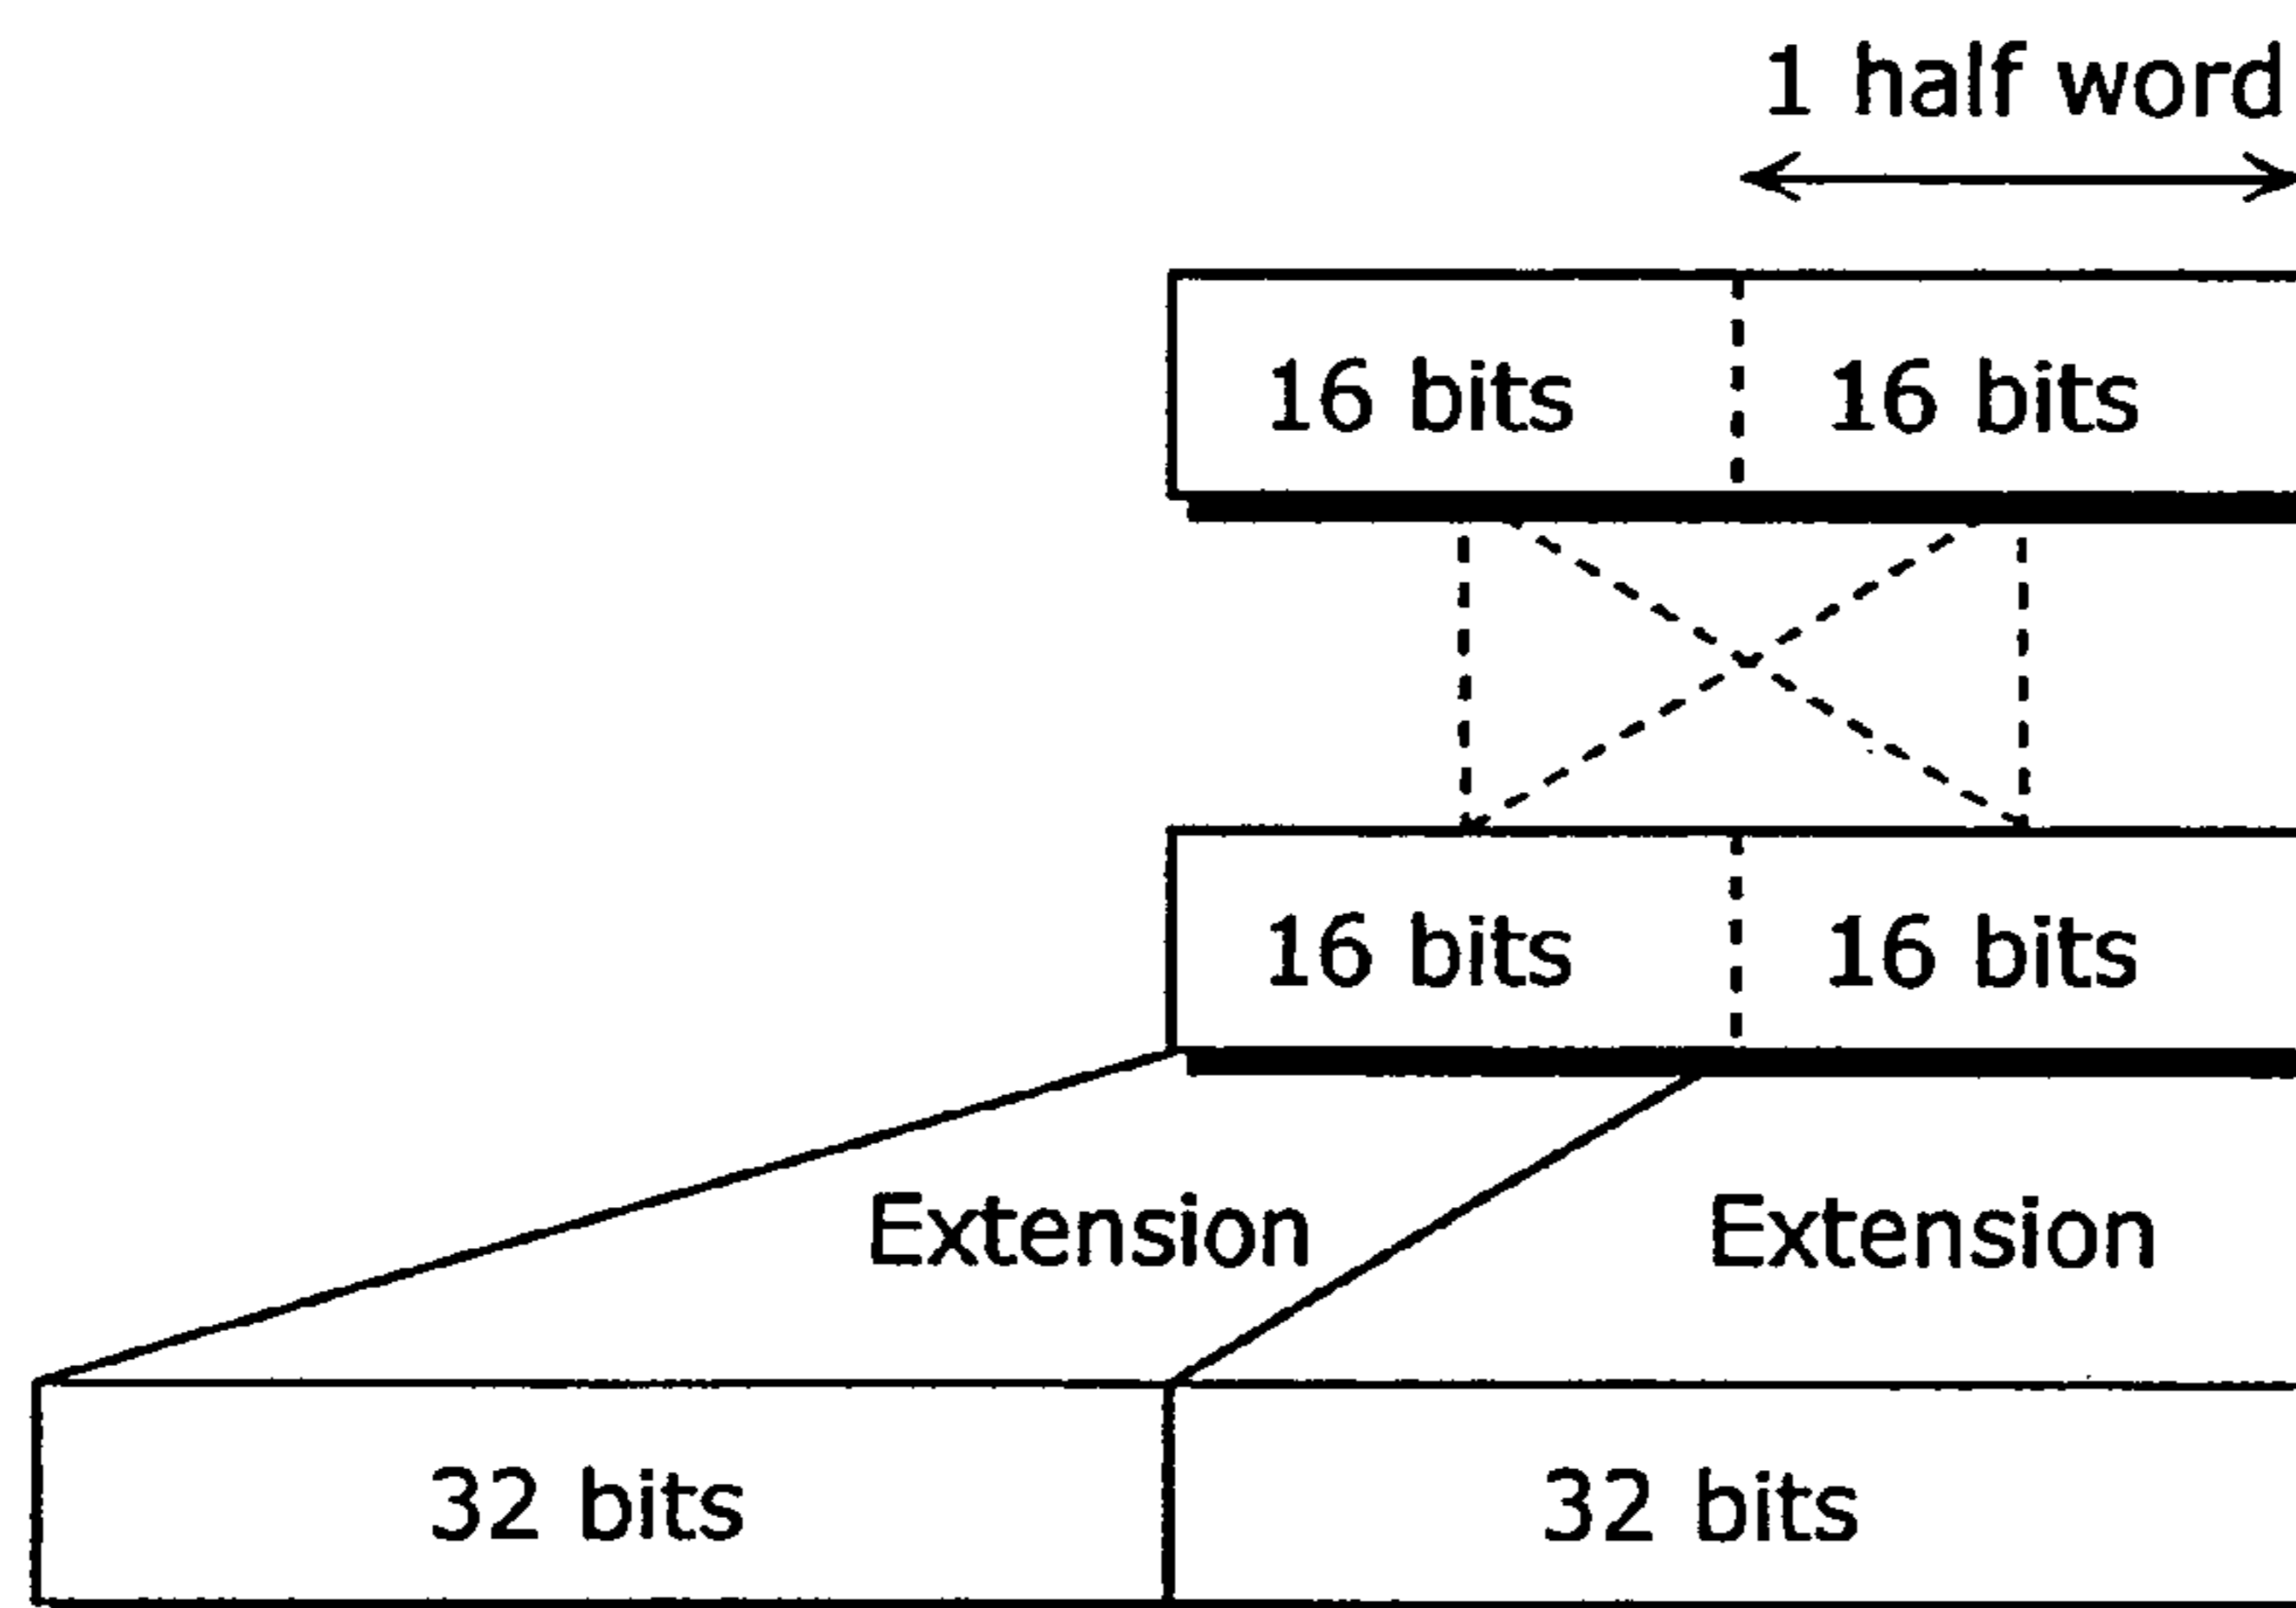 1 half word
16 bits 16 bits
16 bits 16 bits
Extension Extension
32 bits 32 bits